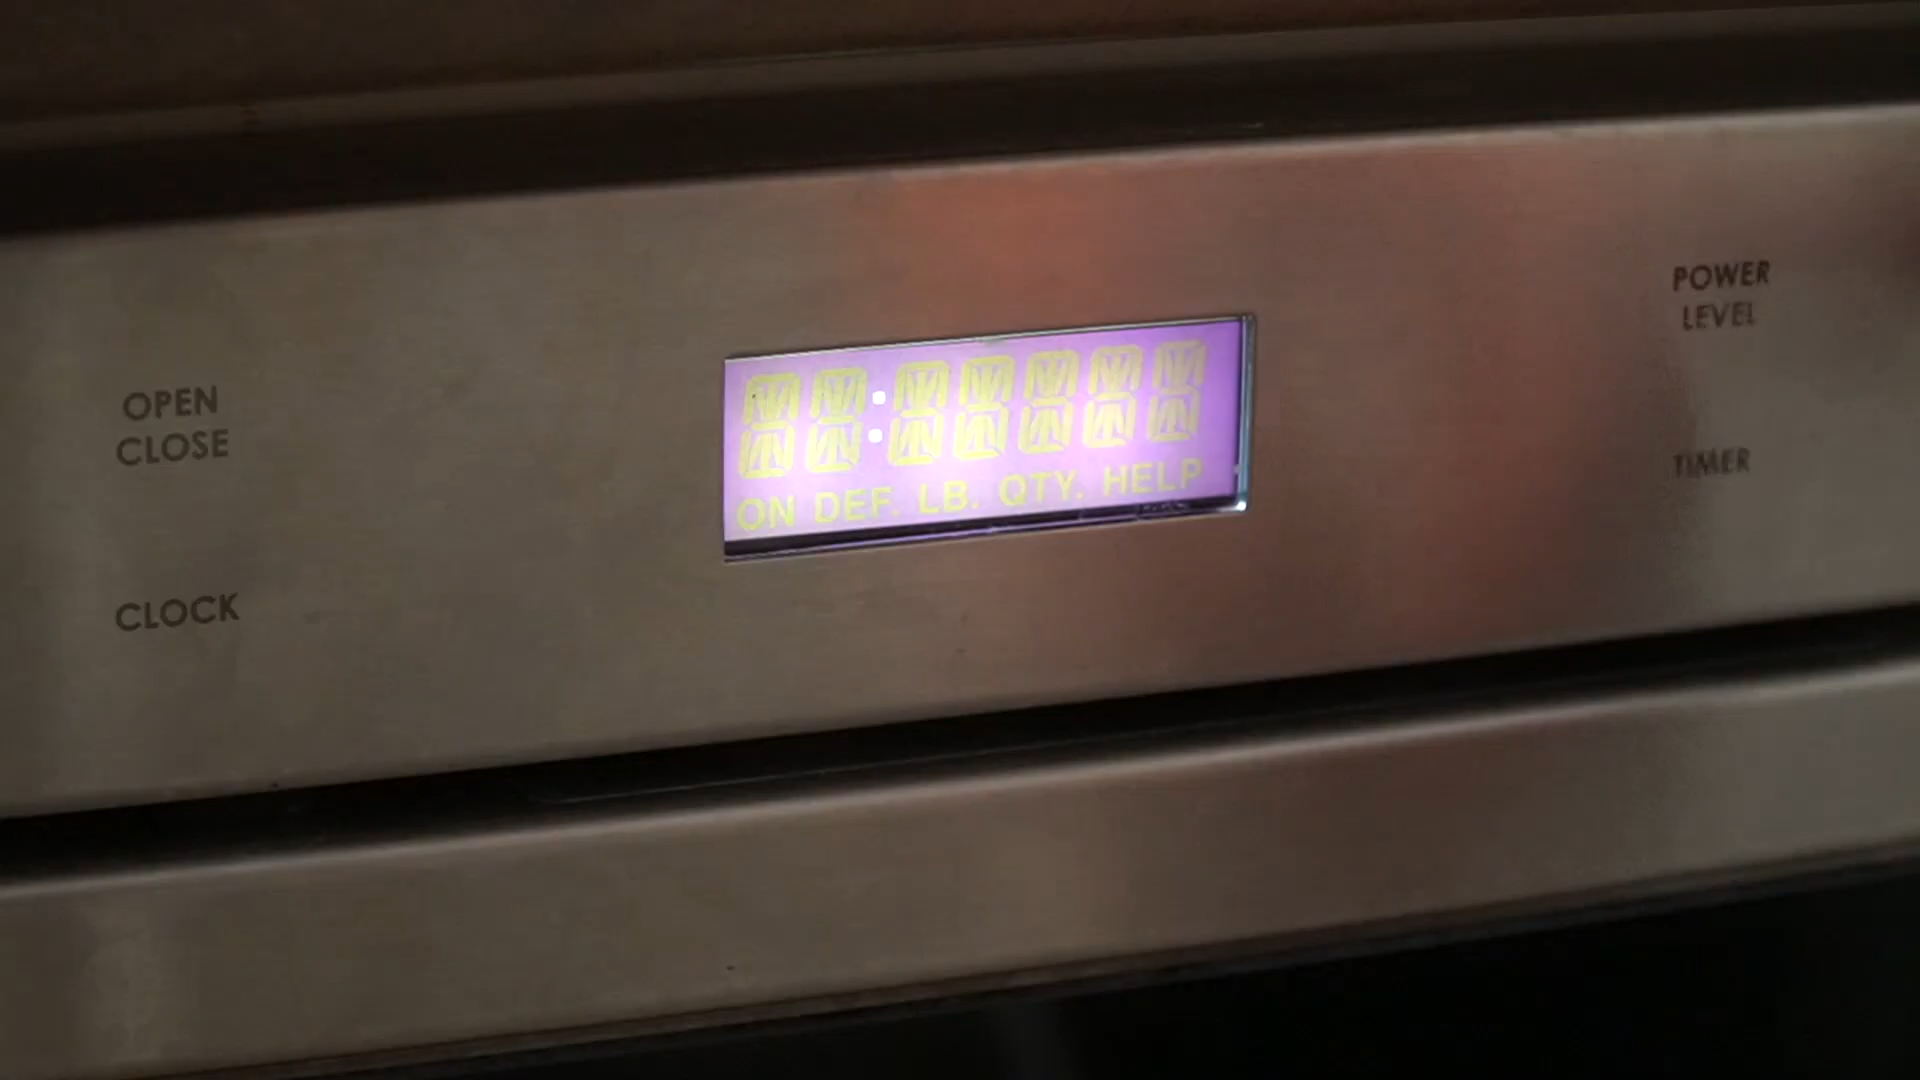 OPEN
CLOSE
CLOCK
:
ON DEF. LB. QTY. HELP
POWER
LEVEL
TIMER